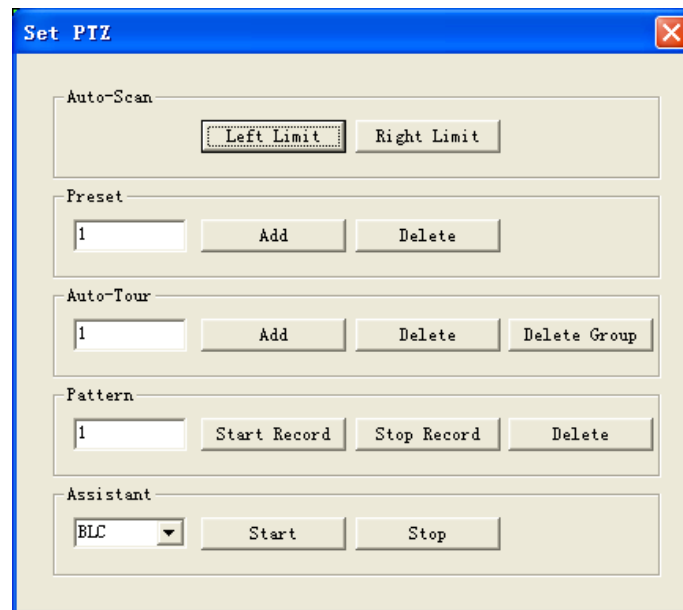 Set PTZ
Auto-Scan
Left Limit Right Limit
Preset
1 Add Delete
Auto-Tour
1 Add Delete Delete Group
Pattern
1 Start Record Stop Record Delete
Assistant
BLC Start Stop